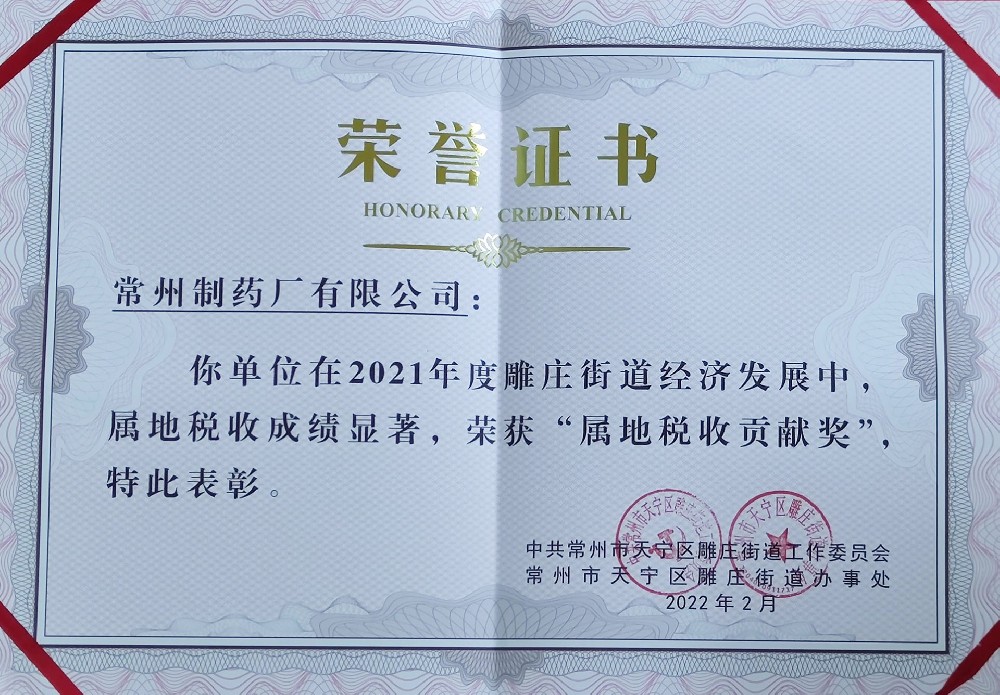 荣誉证书
HONORARY CREDENTIAL
常州制药厂有限公司：
你单位在2021年度雕庄街道经济发展中，
属地税收成绩显著，荣获“属地税收贡献奖”，
特此表彰。
中共常州市天宁区雕庄街道工作委员会
常州市天宁区雕庄街道办事处
2022年2月